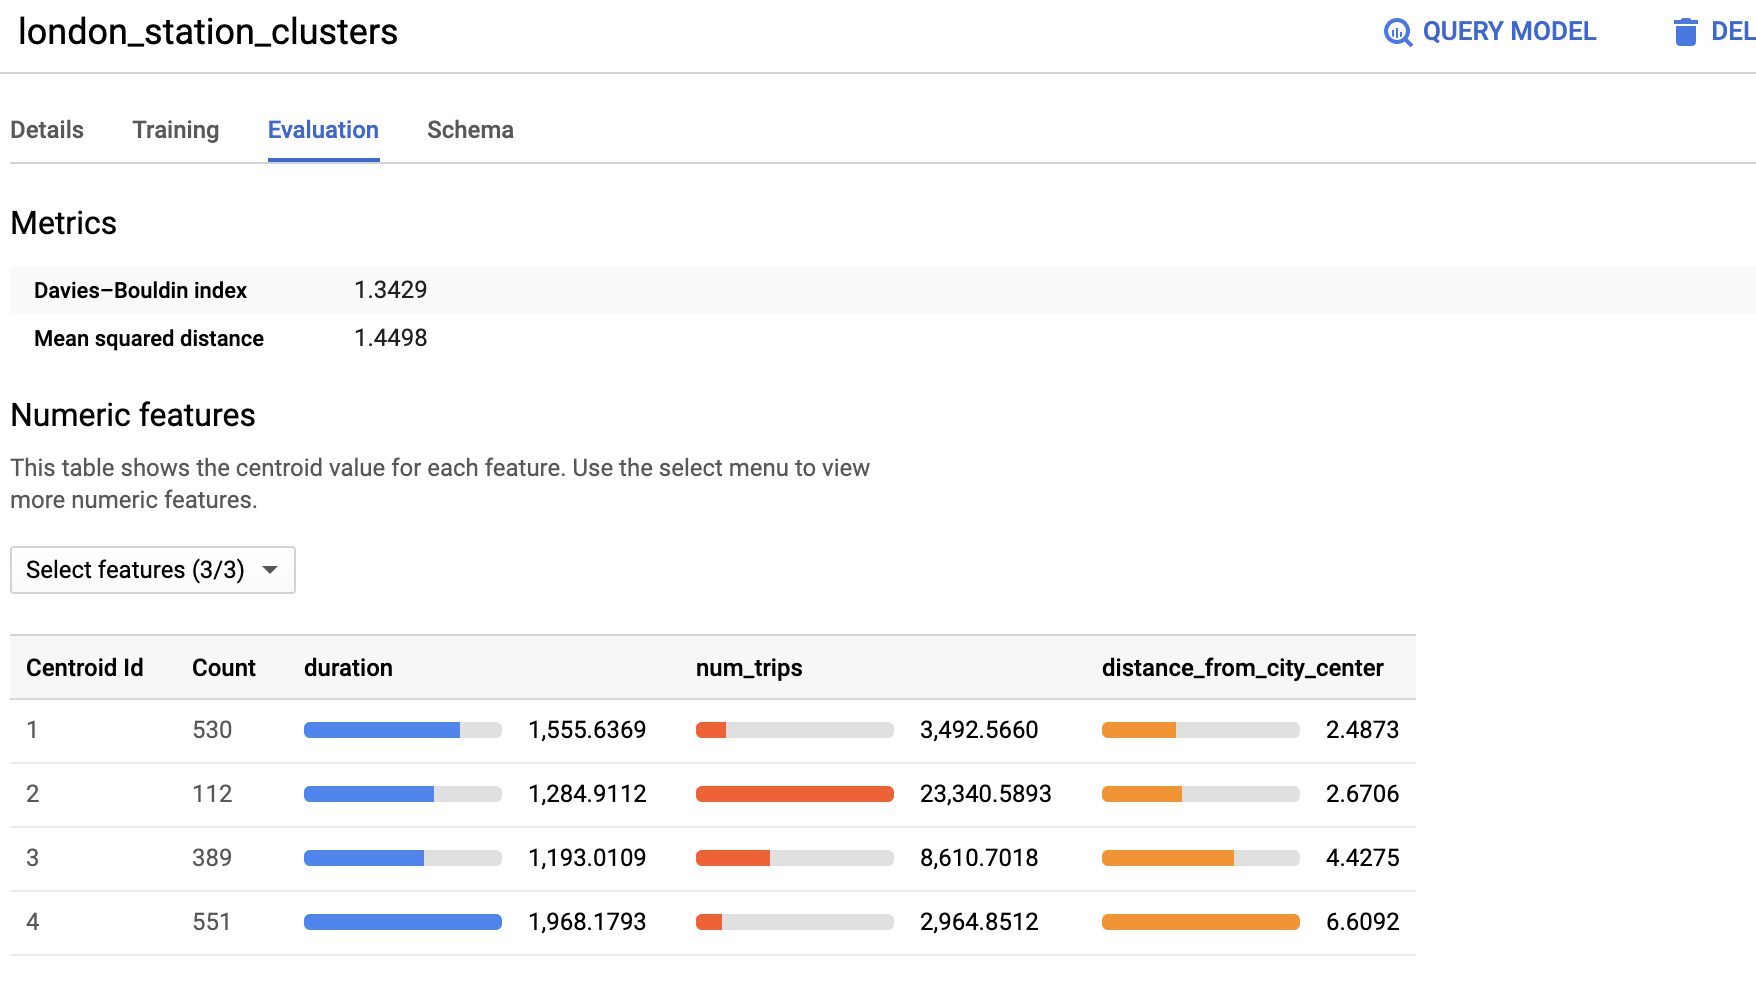 london_station_clusters QUERY MODEL DEL
Details Training Evaluation Schema
Metrics
Davies–Bouldin index 1.3429
Mean squared distance 1.4498
Numeric features
This table shows the centroid value for each feature. Use the select menu to view
more numeric features.
Select features (3/3)
Centroid Id Count duration num_trips distance_from_city_center
1 530 1,555.6369 3,492.5660 2.4873
2 112 1,284.9112 23,340.5893 2.6706
3 389 1,193.0109 8,610.7018 4.4275
4 551 1,968.1793 2,964.8512 6.6092